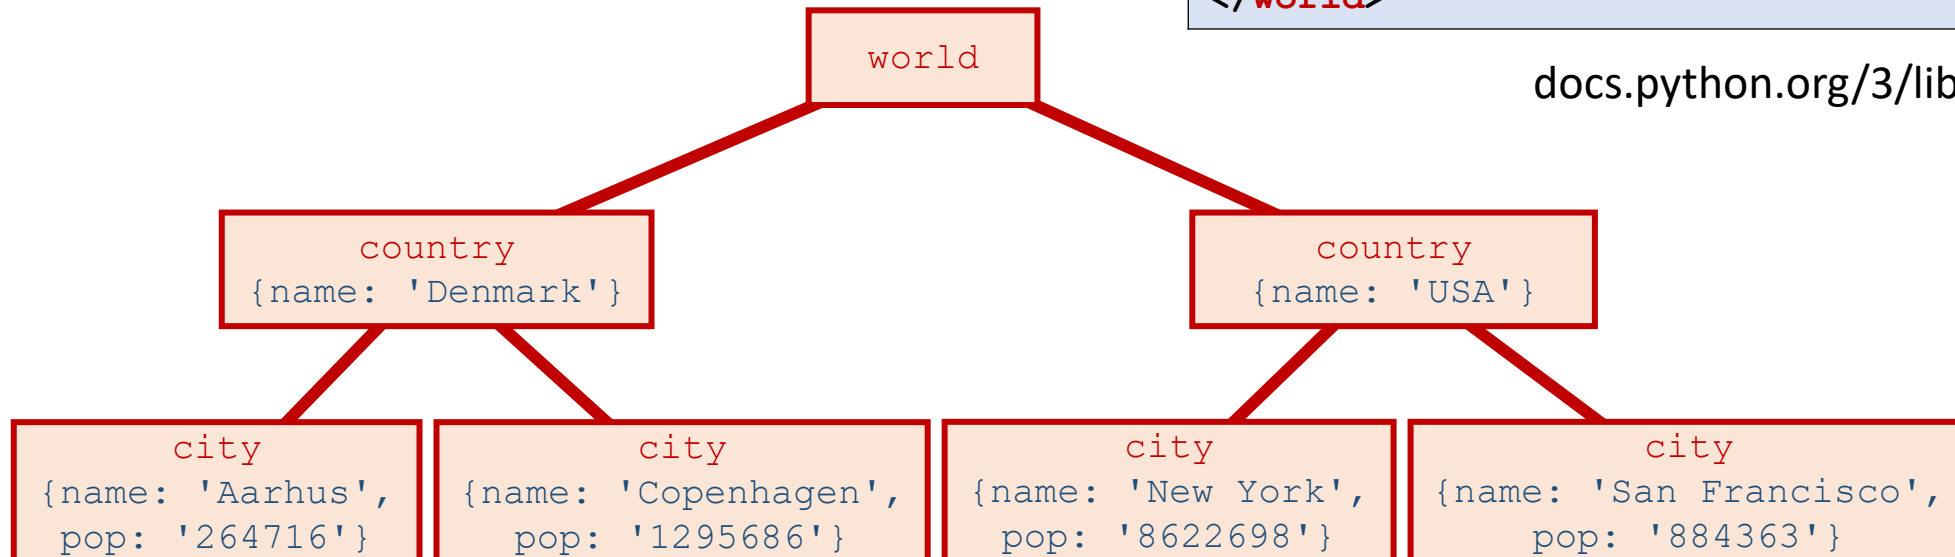 </world>
world
docs.python.org/3/lib
country
{name: 'Denmark'}
country
{name: 'USA'}
city
{name: 'Aarhus',
pop: '264716'}
city
{name: 'Copenhagen',
pop: '1295686'}
city
{name: 'New York',
pop: '8622698'}
city
{name: 'San Francisco',
pop: '884363'}